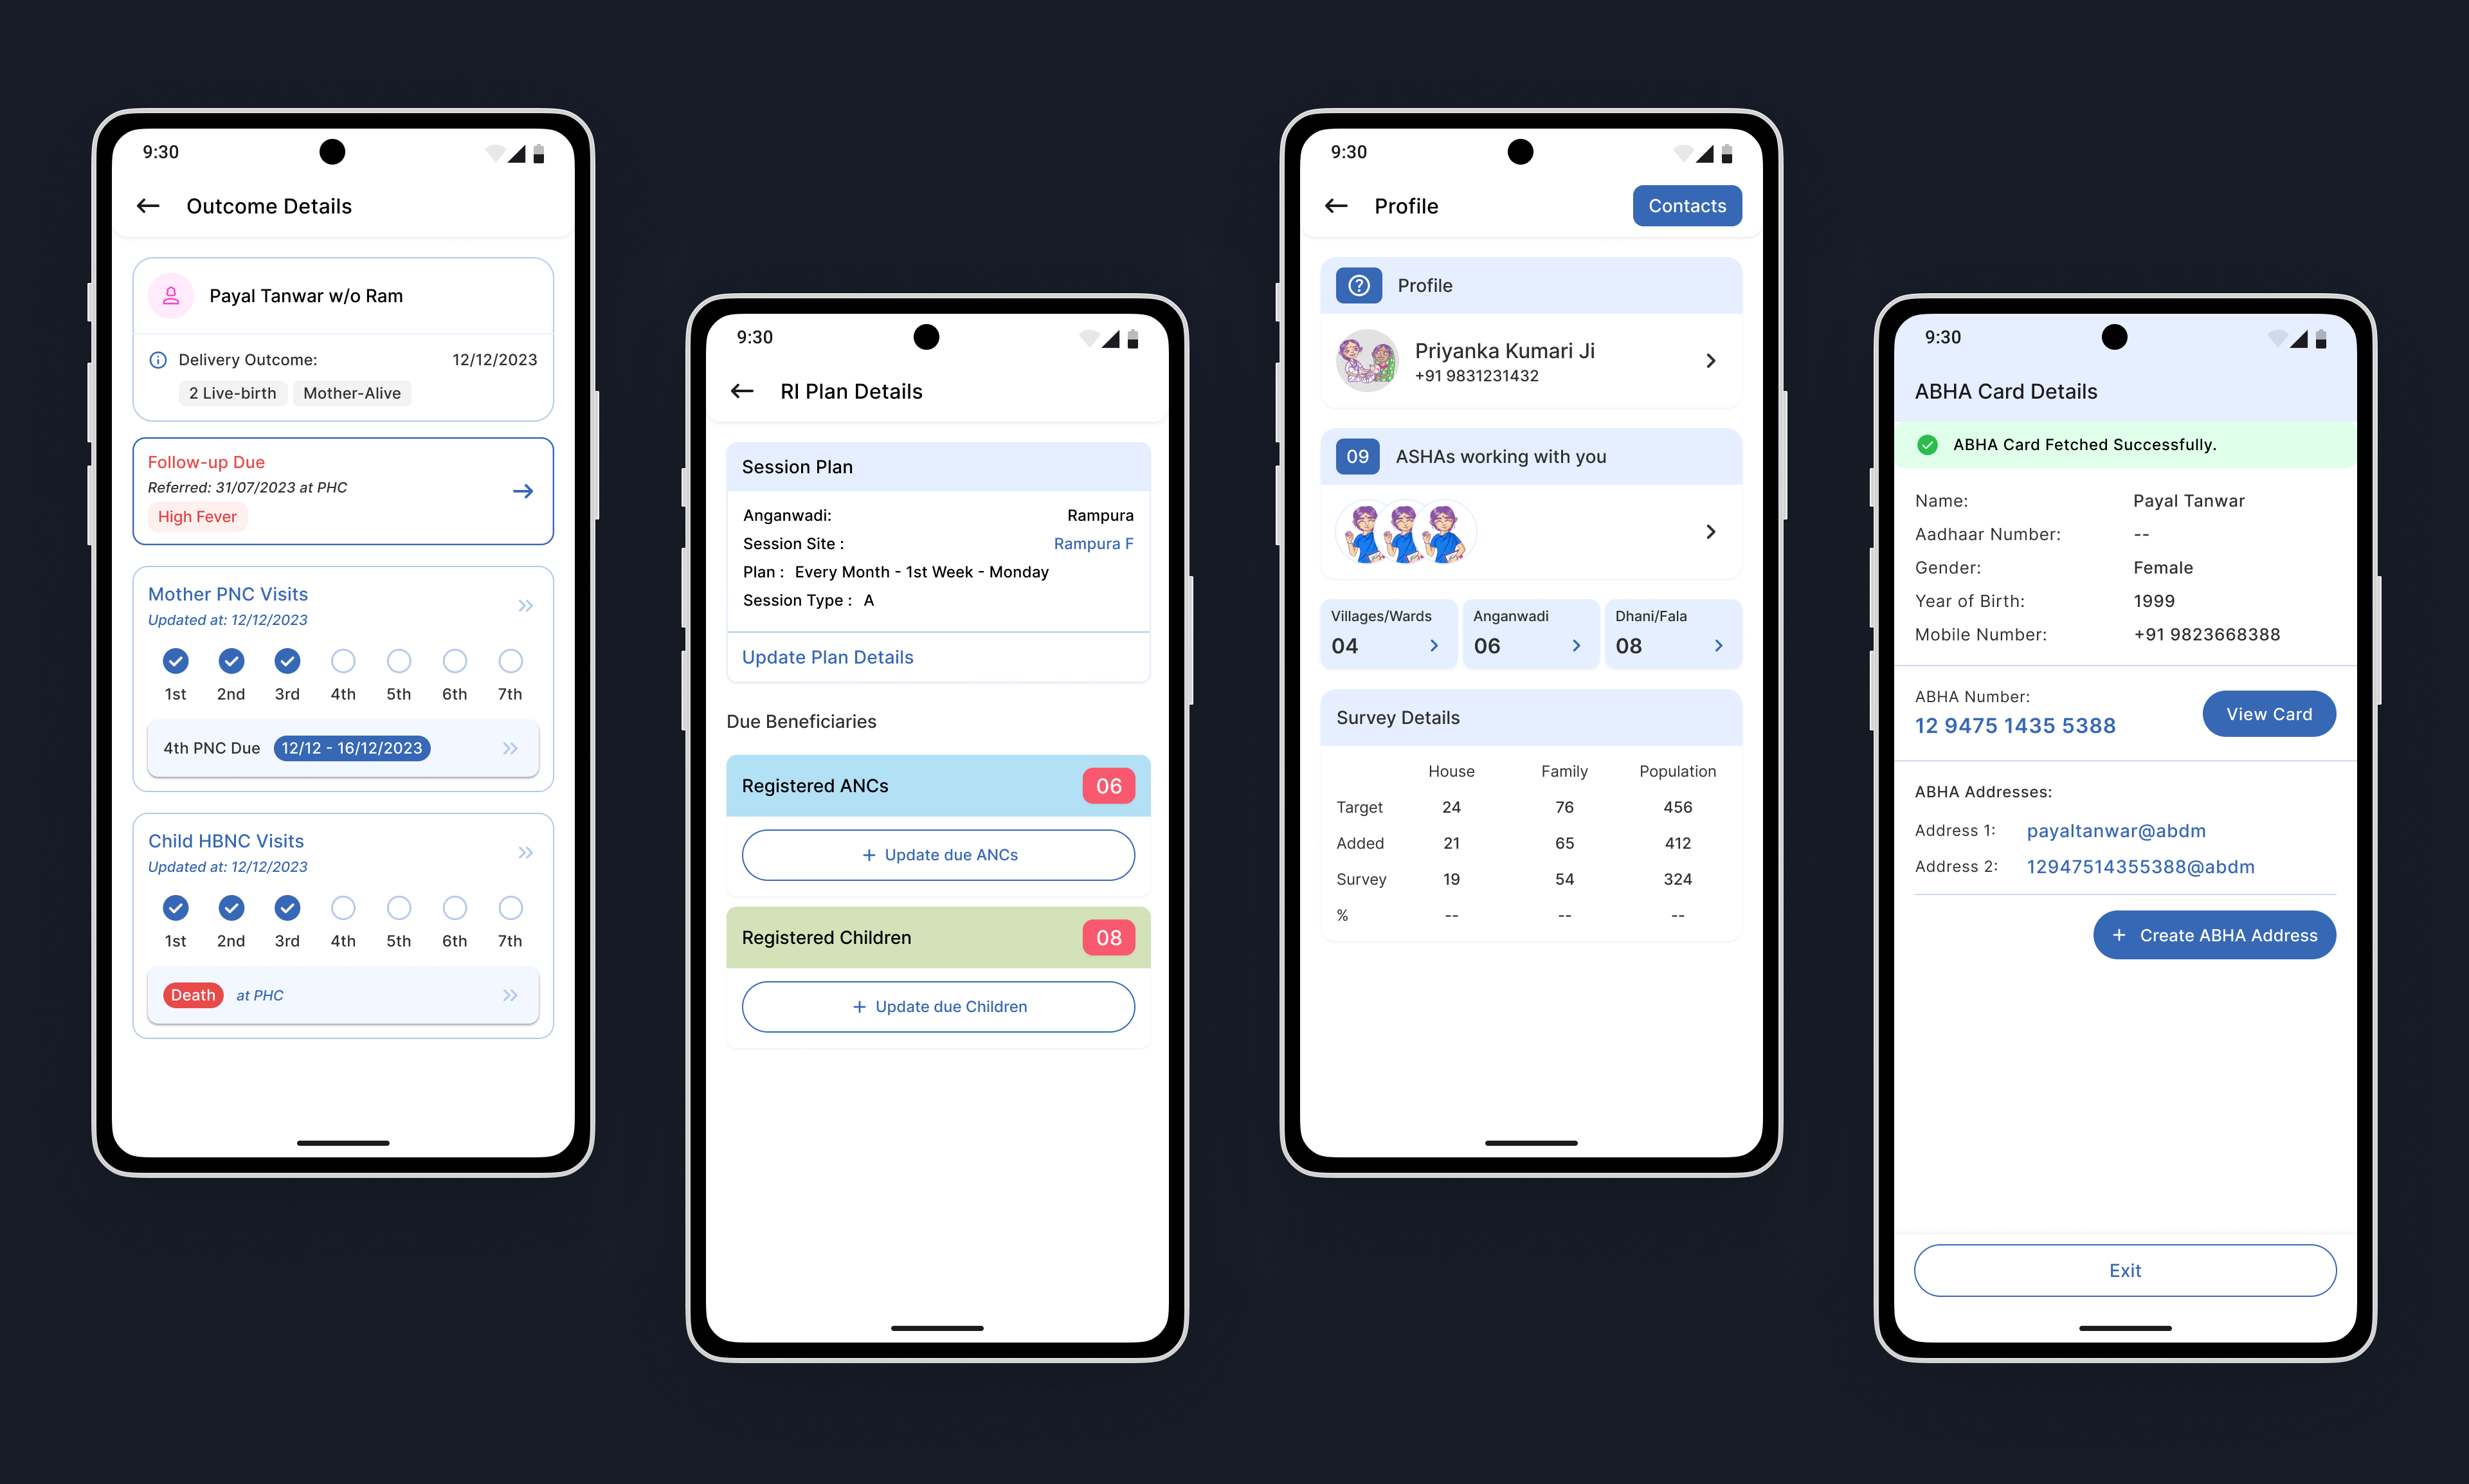 9:30
Outcome Details
Payal Tanwar w/o Ram
Delivery Outcome: 12/12/2023
2 Live-birth Mother-Alive
Follow-up Due
Referred: 31/07/2023 at PHC
High Fever
Mother PNC Visits
Updated at: 12/12/2023
1st 2nd 3rd 4th 5th 6th 7th
4th PNC Due 12/12 - 16/12/2023
Child HBNC Visits
Updated at: 12/12/2023
1st 2nd 3rd 4th 5th 6th 7th
Death at PHC
9:30
RI Plan Details
Session Plan
Anganwadi: Rampura
Session Site : Rampura F
Plan : Every Month - 1st Week - Monday
Session Type : A
Update Plan Details
Due Beneficiaries
Registered ANCs 06
+ Update due ANCs
Registered Children 08
+ Update due Children
9:30
Profile Contacts
Profile
Priyanka Kumari Ji
+91 9831231432
09 ASHAs working with you
Villages/Wards Anganwadi Dhani/Fala
04 06 08
Survey Details
House Family Population
Target 24 76 456
Added 21 65 412
Survey 19 54 324
% -- -- --
9:30
ABHA Card Details
ABHA Card Fetched Successfully.
Name: Payal Tanwar
Aadhaar Number: --
Gender: Female
Year of Birth: 1999
Mobile Number: +91 9823668388
ABHA Number:
12 9475 1435 5388
View Card
ABHA Addresses:
Address 1: payaltanwar@abdm
Address 2: 12947514355388@abdm
+ Create ABHA Address
Exit